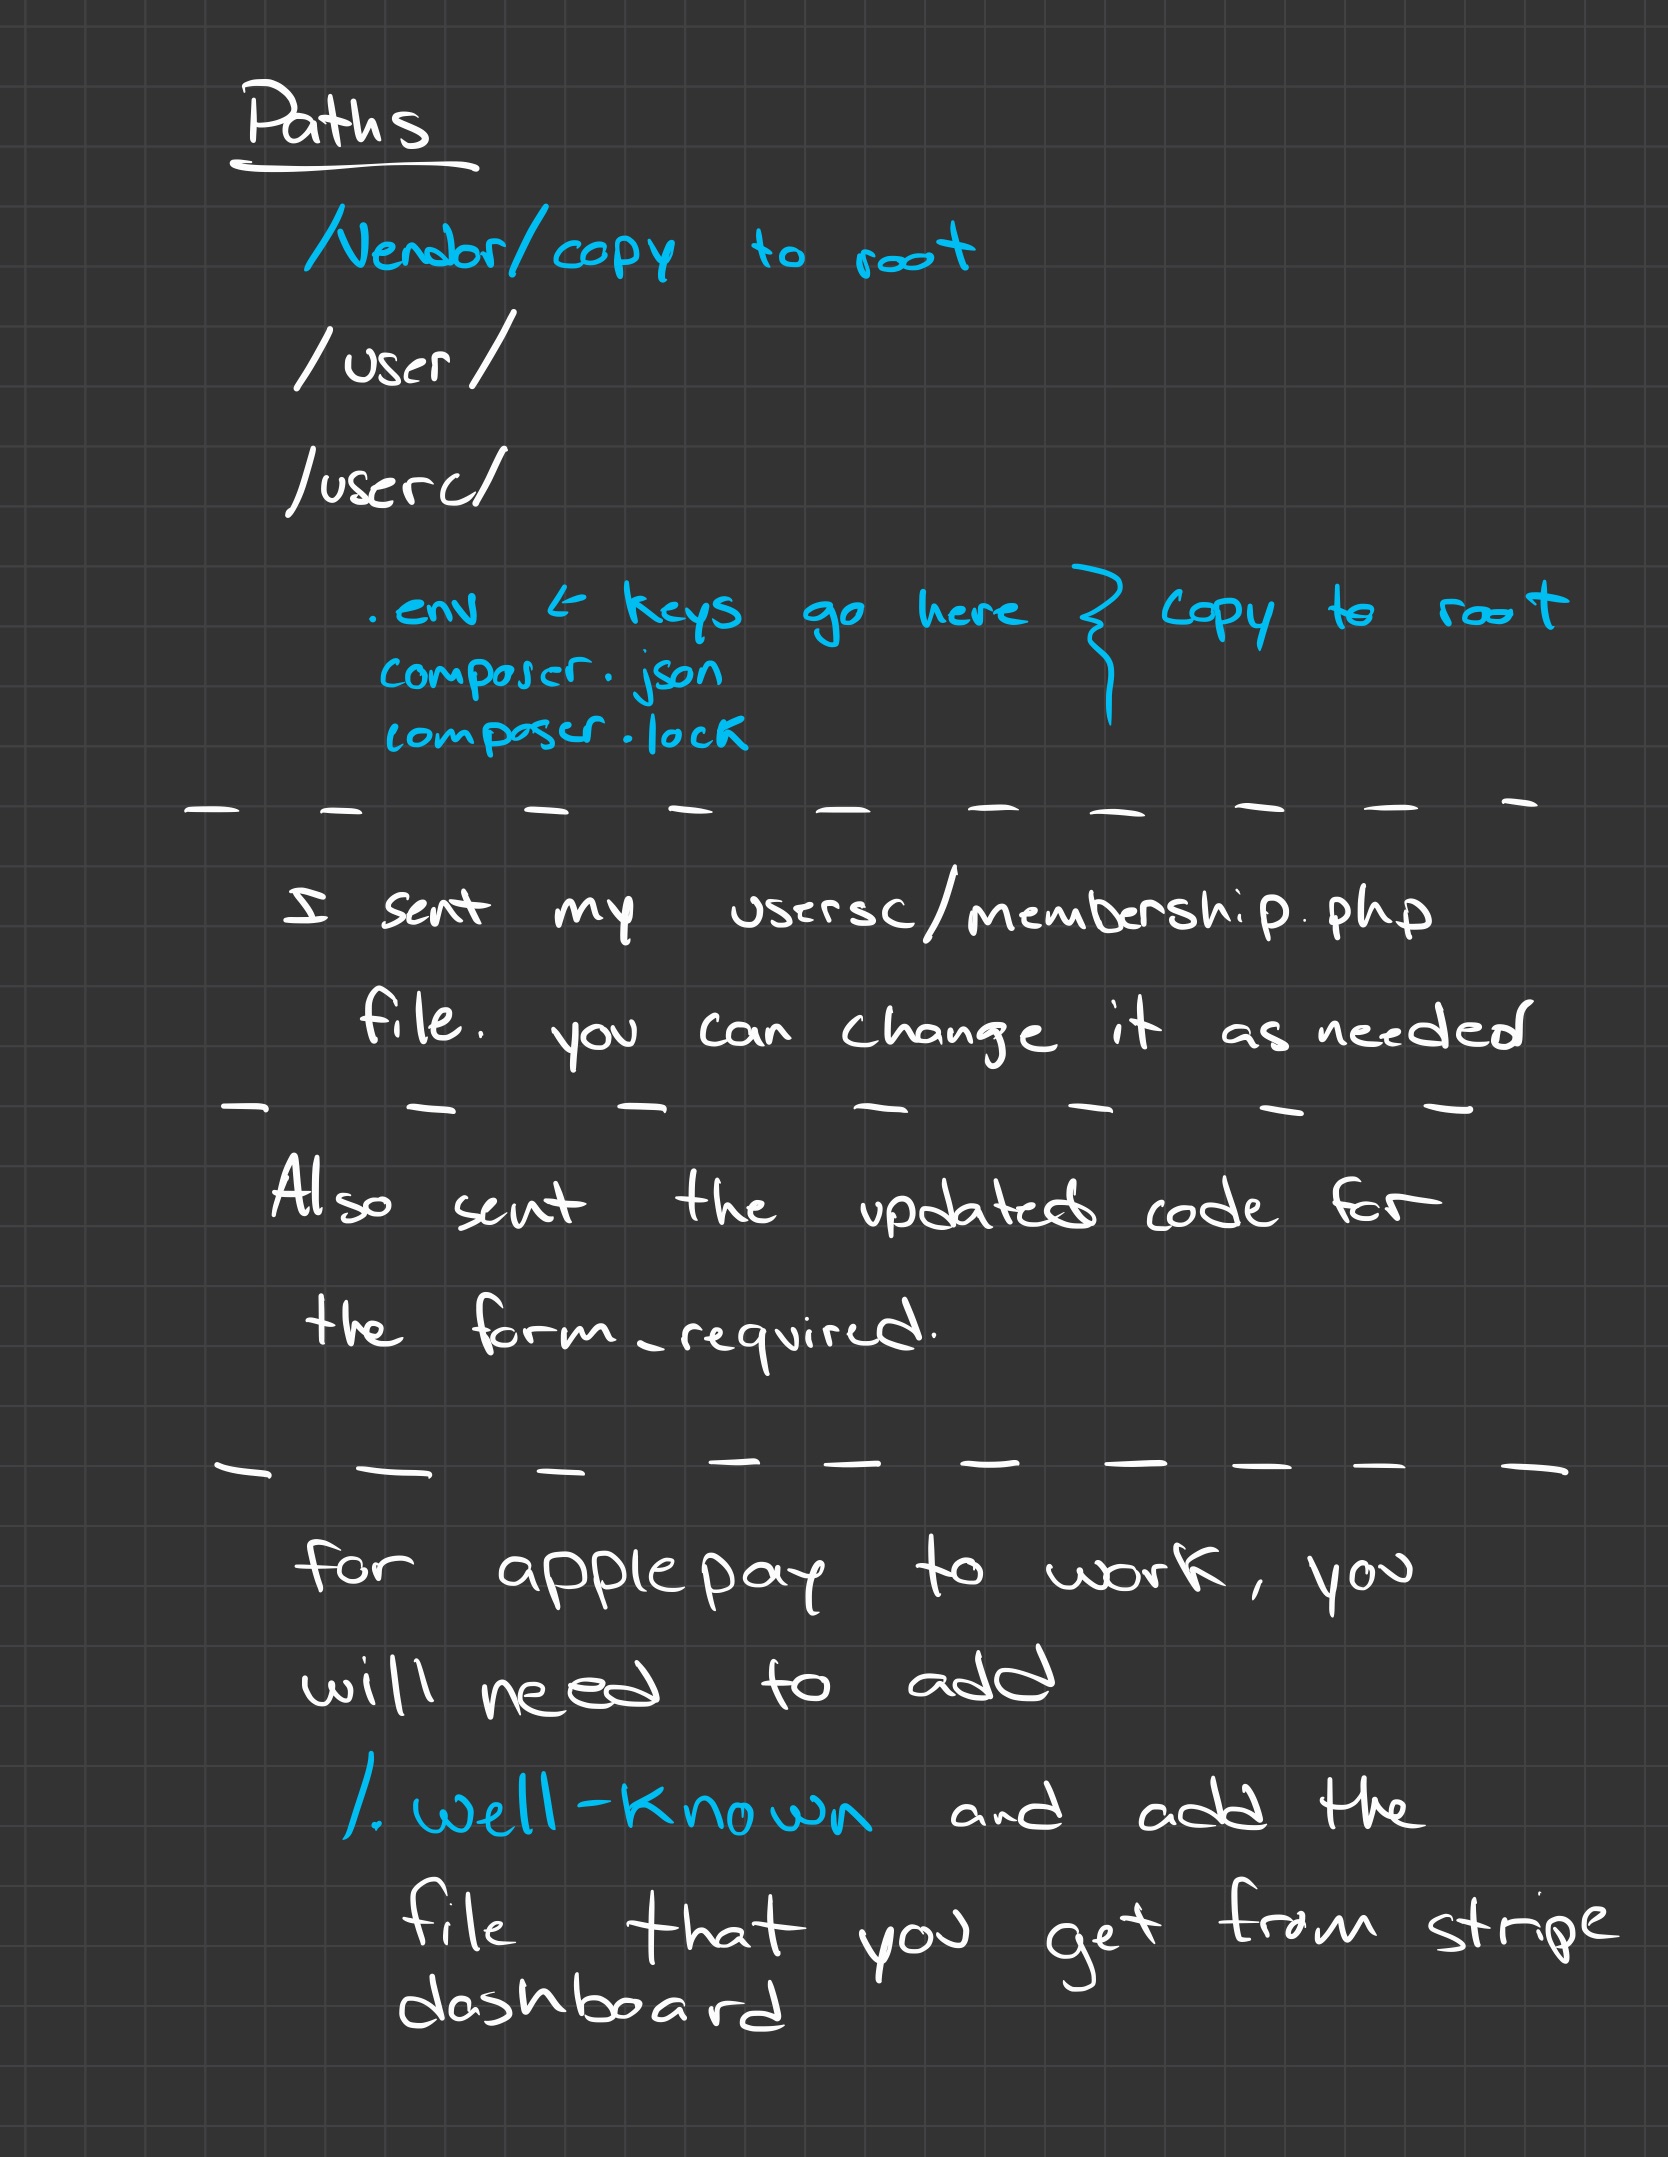 Paths
/Vendor/copy to root
/user/
/userc/
.env ← keys go here } copy to root
composer.json
composer.lock
I sent my usersc/membership.php
file. you can change it as needed
Also sent the updated code for
the form_required.
for applepay to work, you
will need to add
/.well-known and add the
file that you get from stripe
dashboard